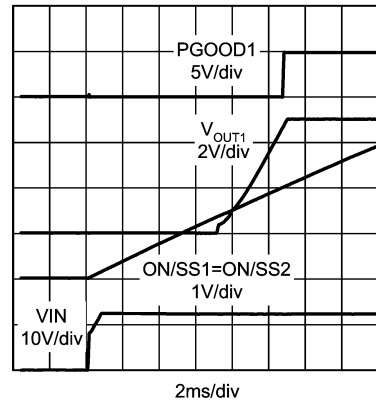 PGOOD1
5V/div
VOUT1
2V/div
ON/SS1=ON/SS2
1V/div
VIN
10V/div
2ms/div